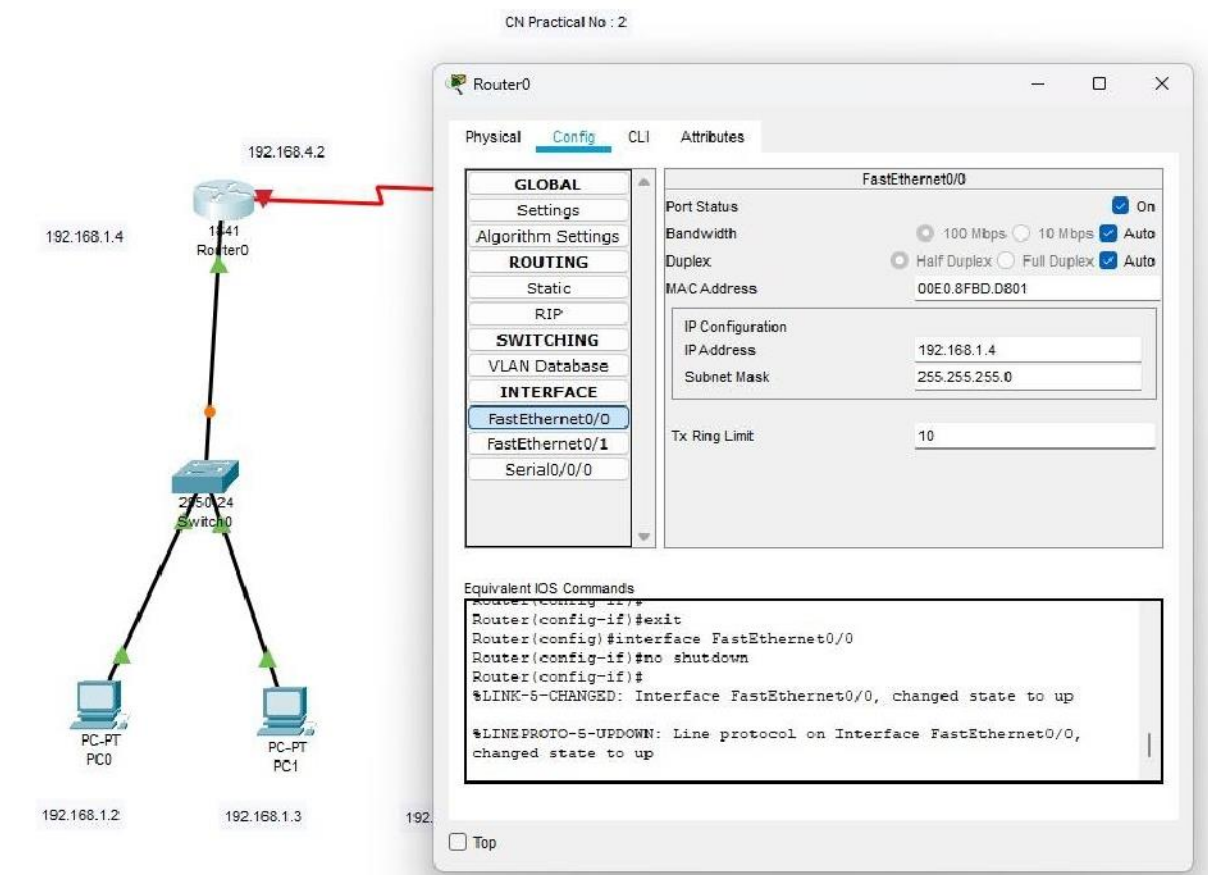 CN Practical No : 2
Router0
Physical Config CLI Attributes
192.168.4.2
192.168.1.4
1841
Router0
2950-24
Switch0
PC-PT
PC0
PC-PT
PC1
192.168.1.2
192.168.1.3
192.
GLOBAL
Settings
Algorithm Settings
ROUTING
Static
RIP
SWITCHING
VLAN Database
INTERFACE
FastEthernet0/0
FastEthernet0/1
Serial0/0/0
FastEthernet0/0
Port Status On
Bandwidth 100 Mbps 10 Mbps Auto
Duplex Half Duplex Full Duplex Auto
MAC Address 00E0.8FBD.D801
IP Configuration
IP Address 192.168.1.4
Subnet Mask 255.255.255.0
Tx Ring Limit 10
Equivalent IOS Commands
Router(config-if)#
Router(config-if)#exit
Router(config)#interface FastEthernet0/0
Router(config-if)#no shutdown
Router(config-if)#
%LINK-5-CHANGED: Interface FastEthernet0/0, changed state to up
%LINEPROTO-5-UPDOWN: Line protocol on Interface FastEthernet0/0,
changed state to up
Top